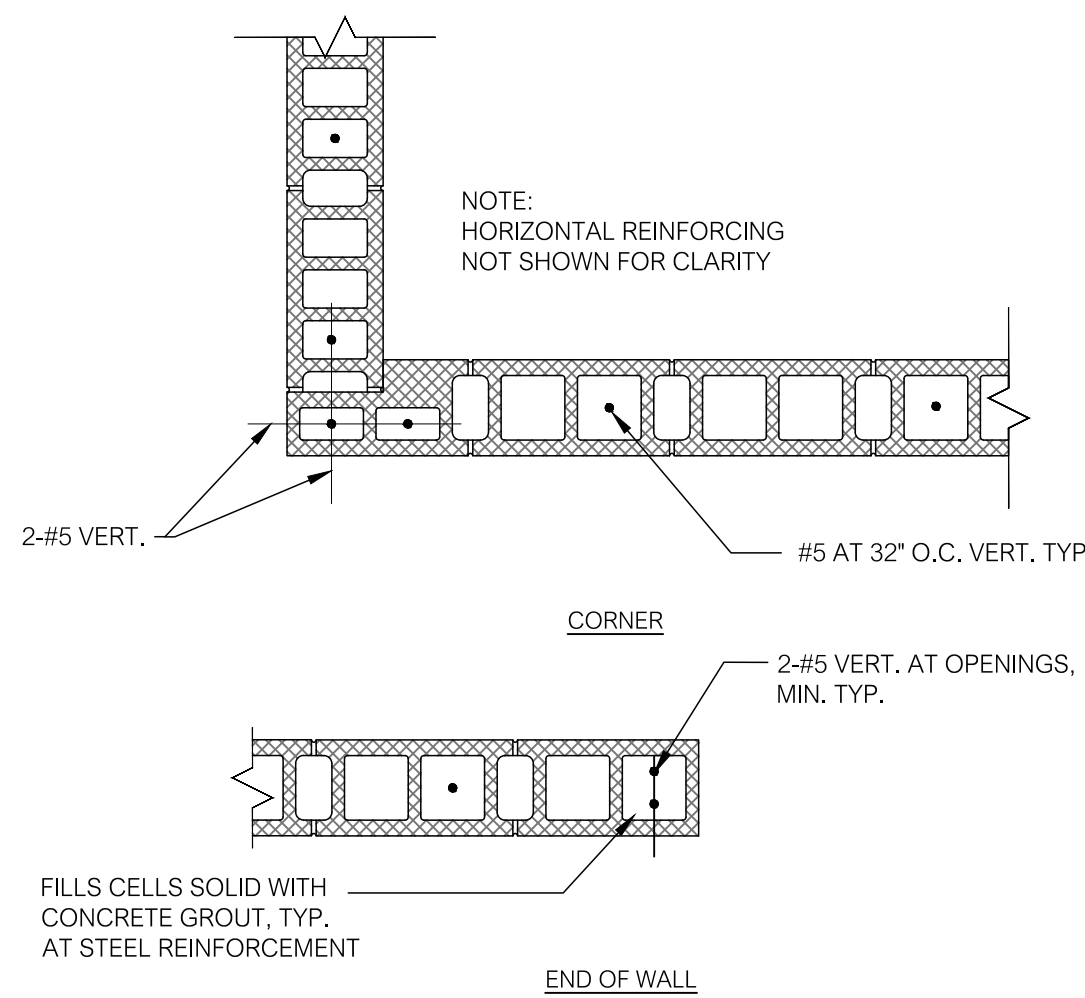 NOTE:
HORIZONTAL REINFORCING
NOT SHOWN FOR CLARITY
2-#5 VERT.
#5 AT 32" O.C. VERT. TYP
CORNER
2-#5 VERT. AT OPENINGS,
MIN. TYP.
FILLS CELLS SOLID WITH
CONCRETE GROUT, TYP.
AT STEEL REINFORCEMENT
END OF WALL